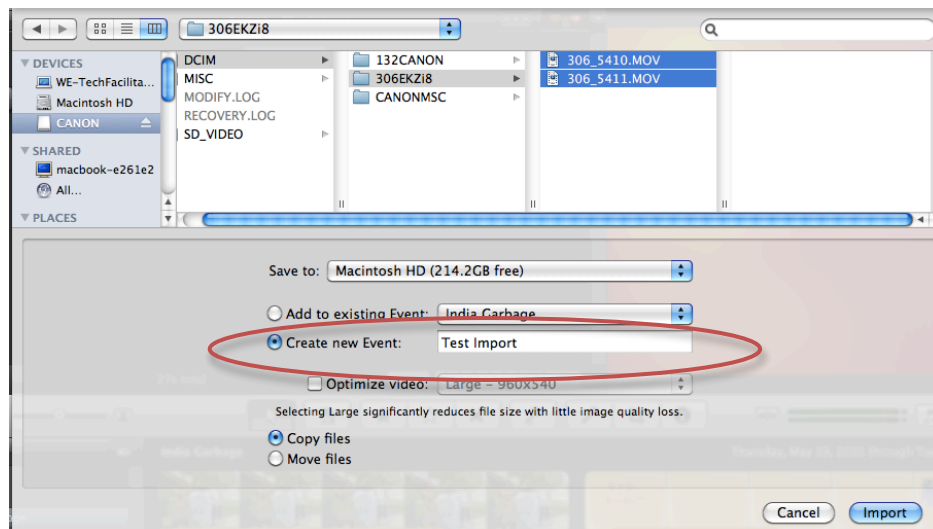 306EKZi8
DEVICES
WE-TechFacilita...
Macintosh HD
CANON
SHARED
macbook-e261e2
All...
PLACES
DCIM
MISC
MODIFY.LOG
RECOVERY.LOG
SD_VIDEO
132CANON
306EKZi8
CANONMSC
306_5410.MOV
306_5411.MOV
Save to: Macintosh HD (214.2GB free)
Add to existing Event: India Garbage
Create new Event: Test Import
Optimize video: Large - 960x540
Selecting Large significantly reduces file size with little image quality loss.
Copy files
Move files
India Garbage
Cancel Import